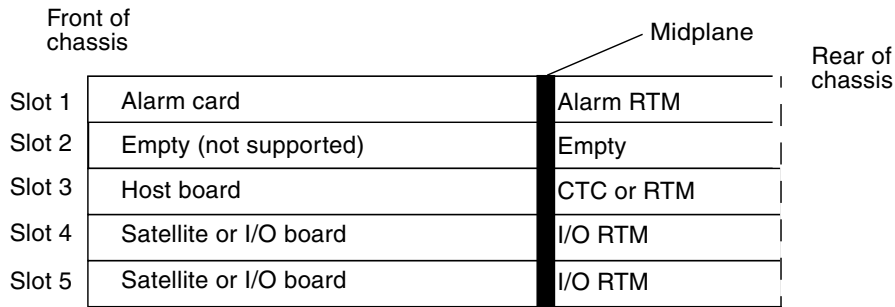 Front of
chassis
Midplane
Rear of
chassis
Slot 1 Alarm card Alarm RTM
Slot 2 Empty (not supported) Empty
Slot 3 Host board CTC or RTM
Slot 4 Satellite or I/O board I/O RTM
Slot 5 Satellite or I/O board I/O RTM